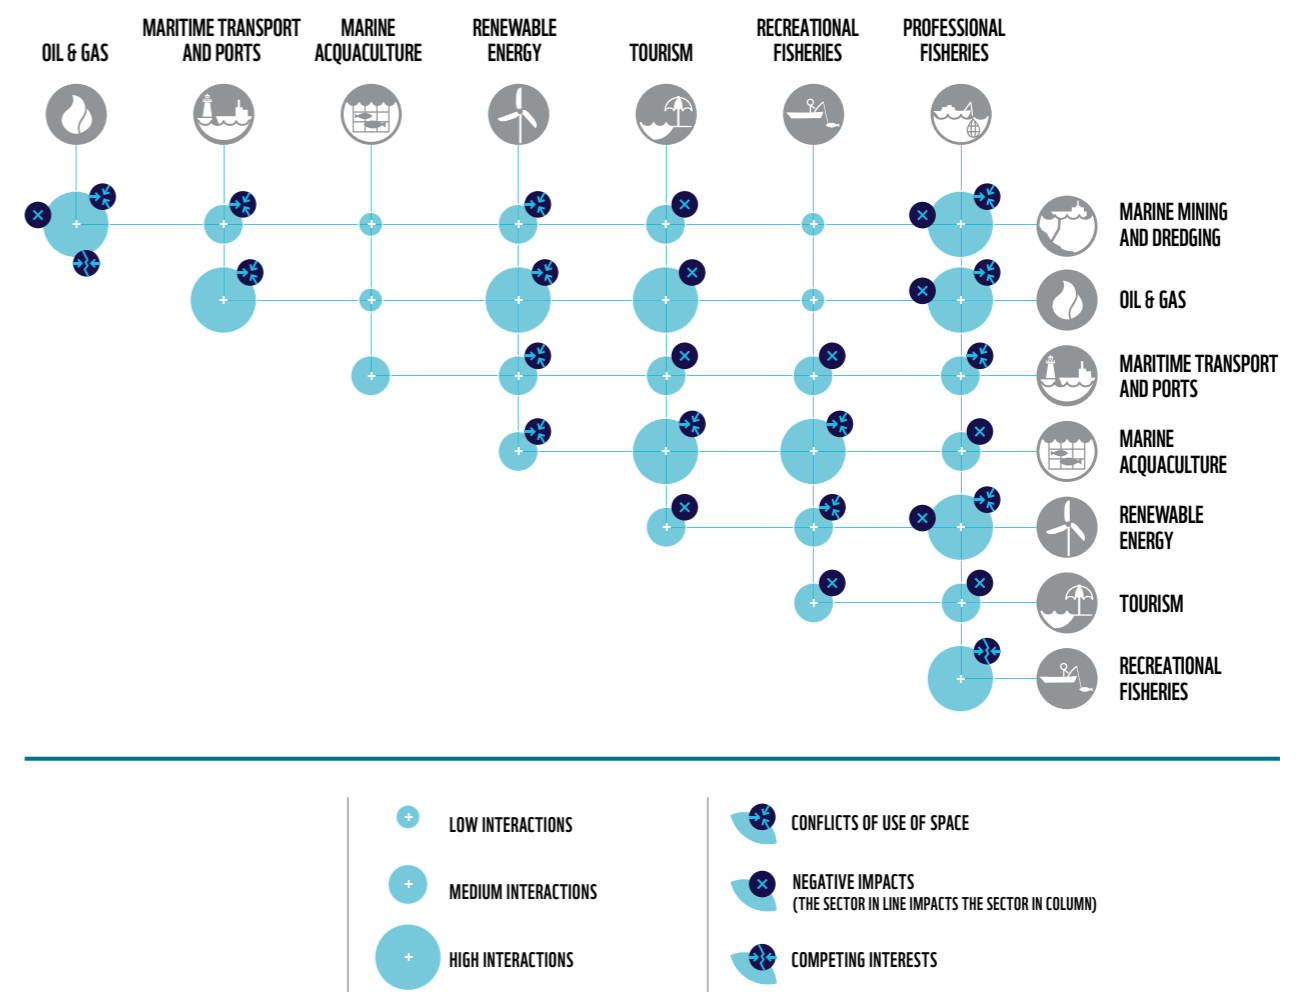 OIL & GAS
MARITIME TRANSPORT
AND PORTS
MARINE
ACQUACULTURE
RENEWABLE
ENERGY
TOURISM
RECREATIONAL
FISHERIES
PROFESSIONAL
FISHERIES
MARINE MINING
AND DREDGING
OIL & GAS
MARITIME TRANSPORT
AND PORTS
MARINE
ACQUACULTURE
RENEWABLE
ENERGY
TOURISM
RECREATIONAL
FISHERIES
LOW INTERACTIONS
MEDIUM INTERACTIONS
HIGH INTERACTIONS
CONFLICTS OF USE OF SPACE
NEGATIVE IMPACTS
(THE SECTOR IN LINE IMPACTS THE SECTOR IN COLUMN)
COMPETING INTERESTS